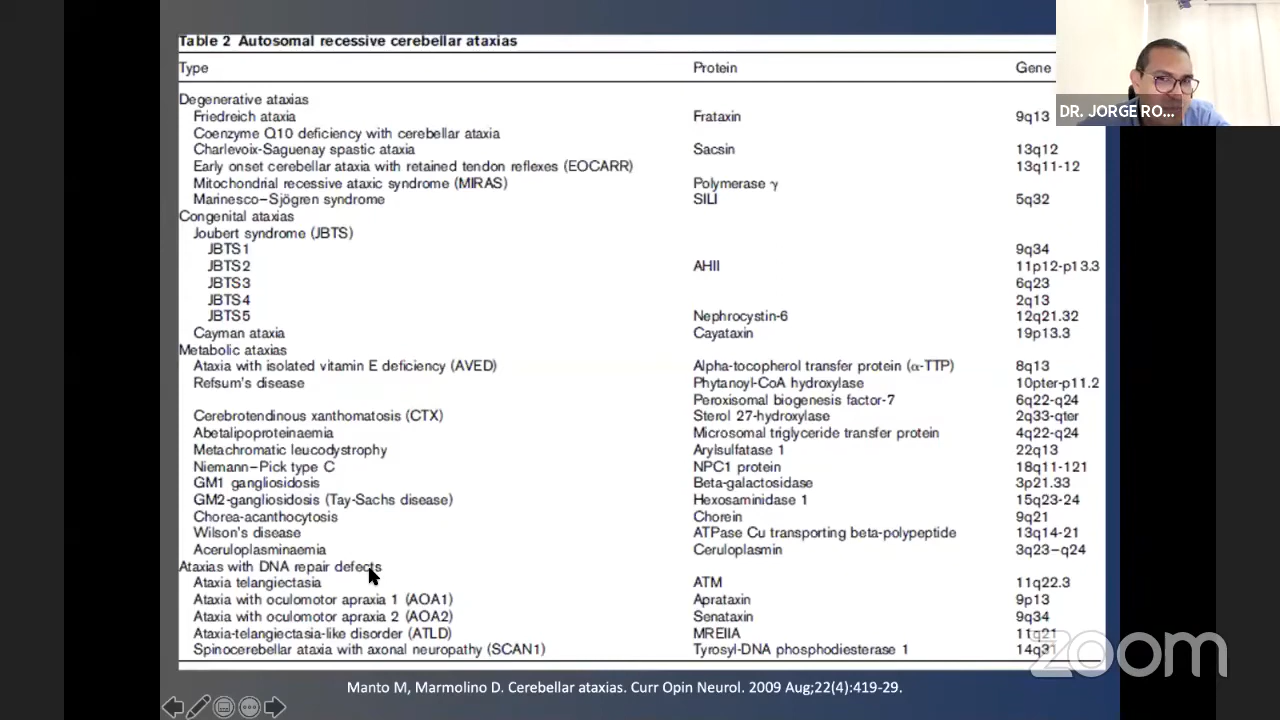 Table 2 Autosomal recessive cerebellar ataxias
Type Protein Gene
Degenerative ataxias
Friedreich ataxia Frataxin 9q13
Coenzyme Q10 deficiency with cerebellar ataxia
Charlevoix-Saguenay spastic ataxia Sacsin 13q12
Early onset cerebellar ataxia with retained tendon reflexes (EOCARR) 13q11-12
Mitochondrial recessive ataxic syndrome (MIRAS) Polymerase γ
Marinesco–Sjögren syndrome SILI 5q32
Congenital ataxias
Joubert syndrome (JBTS)
JBTS1 9q34
JBTS2 AHII 11p12-p13.3
JBTS3 6q23
JBTS4 2q13
JBTS5 Nephrocystin-6 12q21.32
Cayman ataxia Cayataxin 19p13.3
Metabolic ataxias
Ataxia with isolated vitamin E deficiency (AVED) Alpha-tocopherol transfer protein (α-TTP) 8q13
Refsum's disease Phytanoyl-CoA hydroxylase 10pter-p11.2
Peroxisomal biogenesis factor-7 6q22-q24
Cerebrotendinous xanthomatosis (CTX) Sterol 27-hydroxylase 2q33-qter
Abetalipoproteinaemia Microsomal triglyceride transfer protein 4q22-q24
Metachromatic leucodystrophy Arylsulfatase 1 22q13
Niemann–Pick type C NPC1 protein 18q11-121
GM1 gangliosidosis Beta-galactosidase 3p21.33
GM2-gangliosidosis (Tay-Sachs disease) Hexosaminidase 1 15q23-24
Chorea-acanthocytosis Chorein 9q21
Wilson's disease ATPase Cu transporting beta-polypeptide 13q14-21
Aceruloplasminaemia Ceruloplasmin 3q23–q24
Ataxias with DNA repair defects
Ataxia telangiectasia ATM 11q22.3
Ataxia with oculomotor apraxia 1 (AOA1) Aprataxin 9p13
Ataxia with oculomotor apraxia 2 (AOA2) Senataxin 9q34
Ataxia-telangiectasia-like disorder (ATLD) MREIIA 11q21
Spinocerebellar ataxia with axonal neuropathy (SCAN1) Tyrosyl-DNA phosphodiesterase 1 14q31
Manto M, Marmolino D. Cerebellar ataxias. Curr Opin Neurol. 2009 Aug;22(4):419-29.
DR. JORGE RO...
zoom